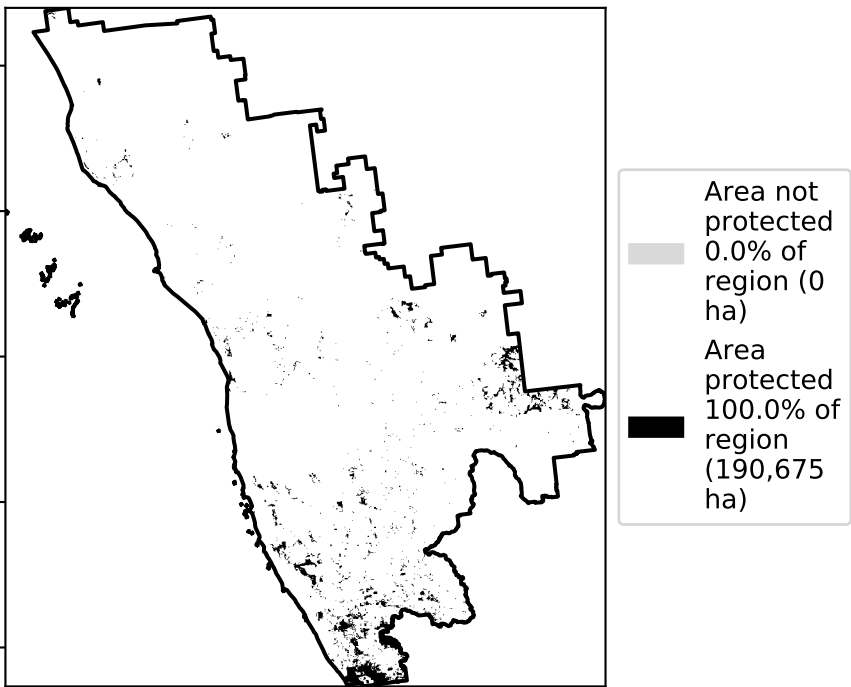 Area not
protected
0.0% of
region (0
ha)
Area
protected
100.0% of
region
(190,675
ha)